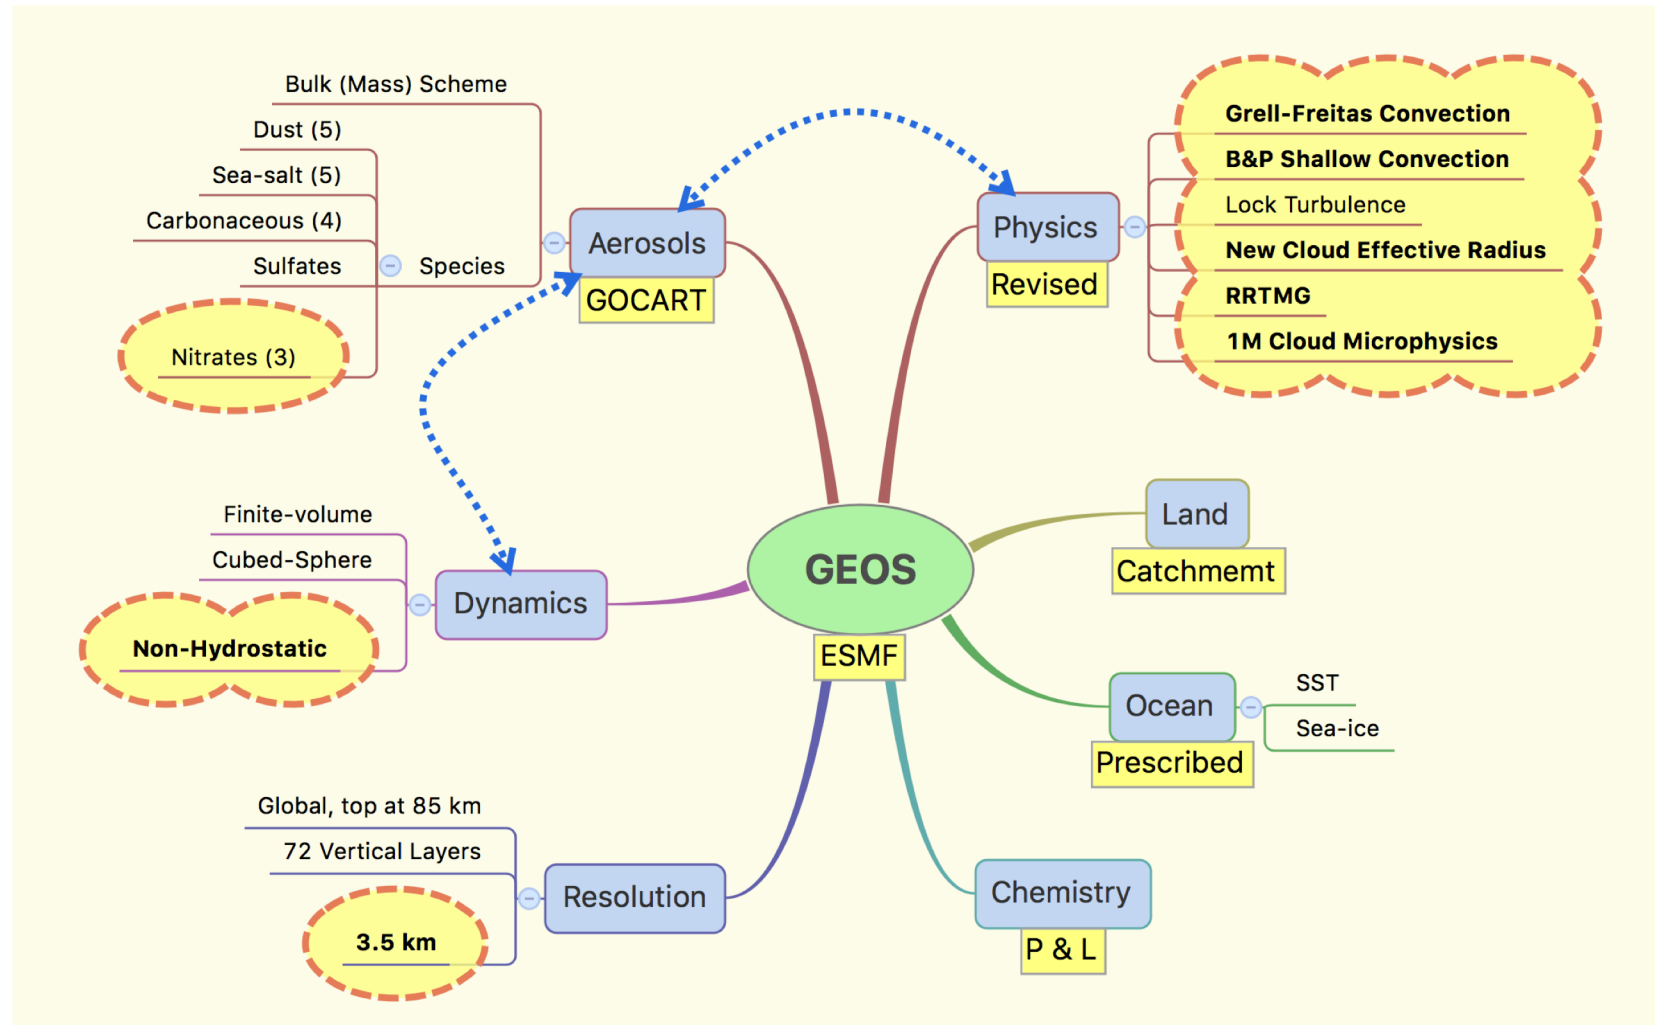 Bulk (Mass) Scheme
Dust (5)
Sea-salt (5)
Carbonaceous (4)
Sulfates
Species
Nitrates (3)
Aerosols
GOCART
Physics
Revised
Grell-Freitas Convection
B&P Shallow Convection
Lock Turbulence
New Cloud Effective Radius
RRTMG
1M Cloud Microphysics
Finite-volume
Cubed-Sphere
Non-Hydrostatic
Dynamics
GEOS
ESMF
Land
Catchmemt
Ocean
Prescribed
SST
Sea-ice
Global, top at 85 km
72 Vertical Layers
3.5 km
Resolution
Chemistry
P & L